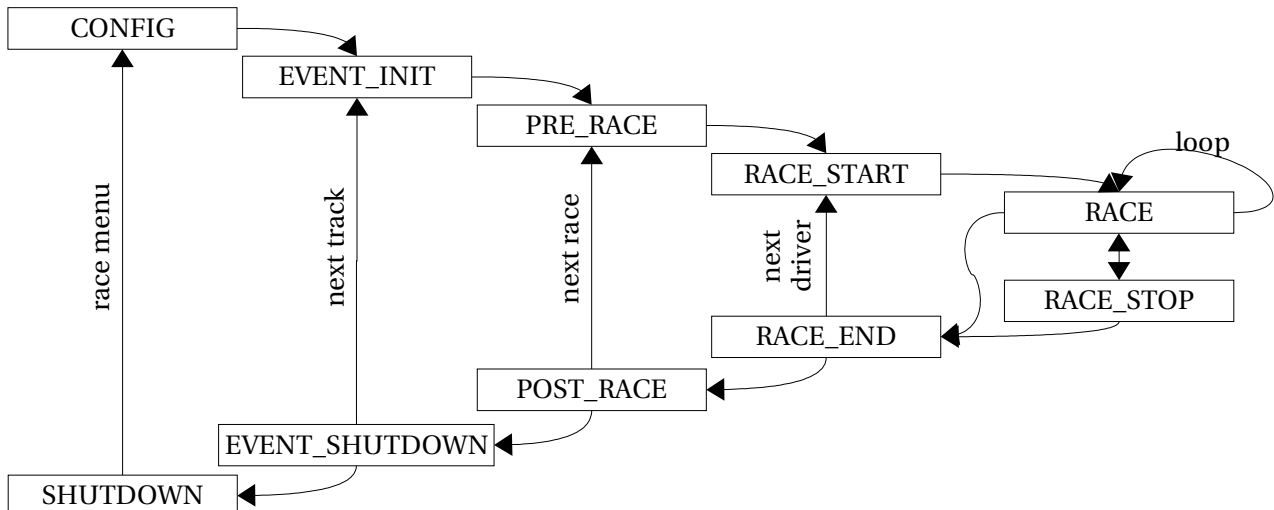 CONFIG
EVENT_INIT
PRE_RACE
loop
RACE_START
RACE
race menu
next track
next race
next
driver
RACE_STOP
RACE_END
POST_RACE
EVENT_SHUTDOWN
SHUTDOWN